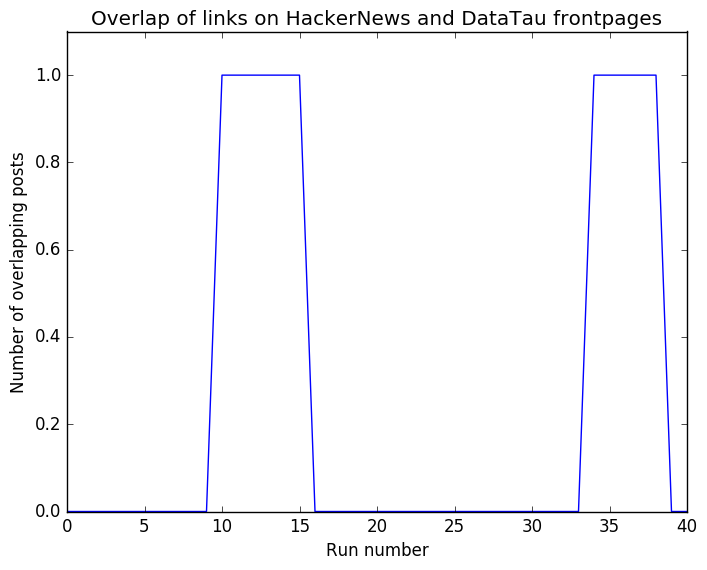 Overlap of links on HackerNews and DataTau frontpages
Number of overlapping posts
1.0
0.8
0.6
0.4
0.2
0.0
0 5 10 15 20 25 30 35 40
Run number